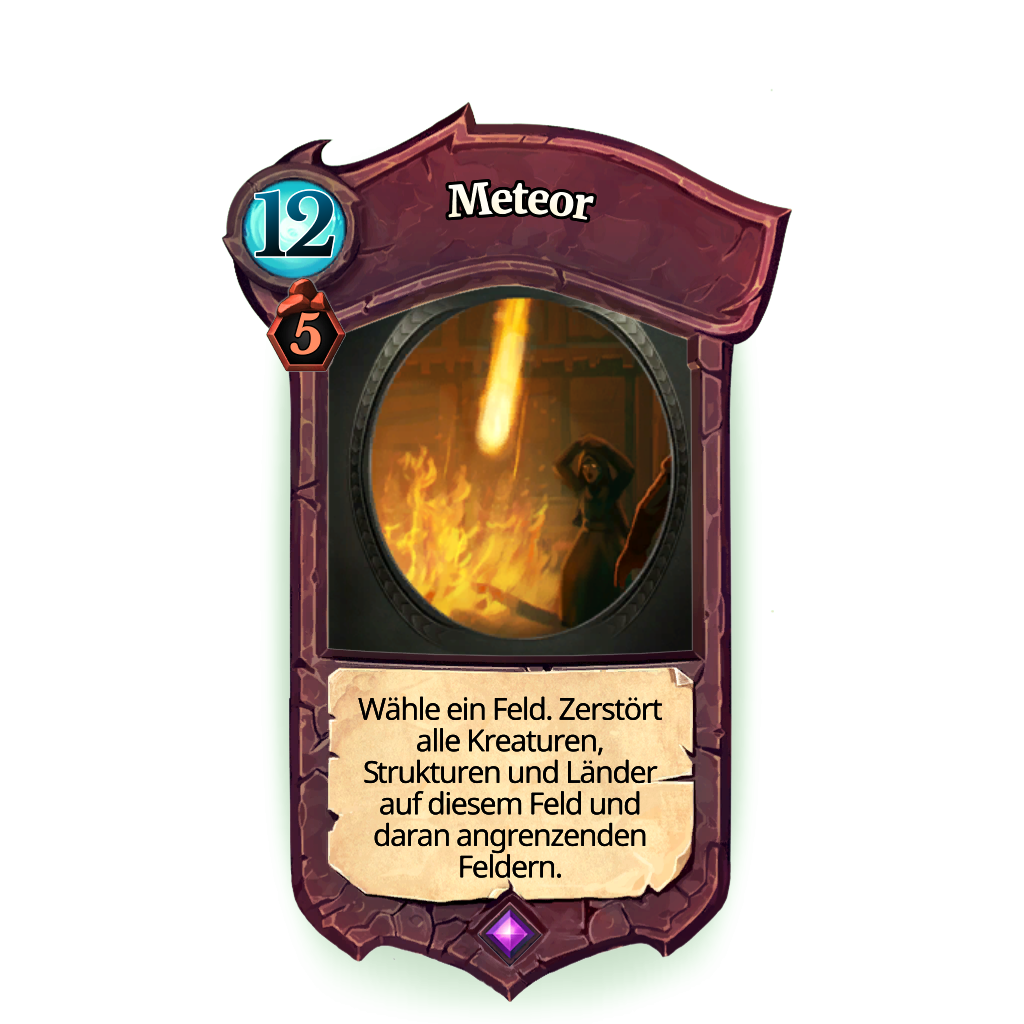 Meteor
12
5
Wähle ein Feld. Zerstört
alle Kreaturen,
Strukturen und Länder
auf diesem Feld und
daran angrenzenden
Feldern.